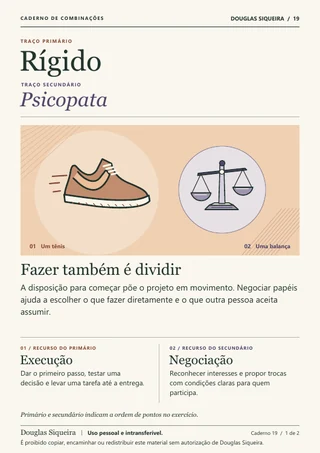 CADERNO DE COMBINAÇÕES
DOUGLAS SIQUEIRA / 19
TRAÇO PRIMÁRIO
Rígido
TRAÇO SECUNDÁRIO
Psicopata
01 Um tênis
02 Uma balança
Fazer também é dividir
A disposição para começar põe o projeto em movimento. Negociar papéis
ajuda a escolher o que fazer diretamente e o que outra pessoa aceita
assumir.
01 / RECURSO DO PRIMÁRIO
Execução
Dar o primeiro passo, testar uma
decisão e levar uma tarefa até a entrega.
02 / RECURSO DO SECUNDÁRIO
Negociação
Reconhecer interesses e propor trocas
com condições claras para quem
participa.
Primário e secundário indicam a ordem de pontos no exercício.
Douglas Siqueira | Uso pessoal e intransferível.
Caderno 19 / 1 de 2
É proibido copiar, encaminhar ou redistribuir este material sem autorização de Douglas Siqueira.